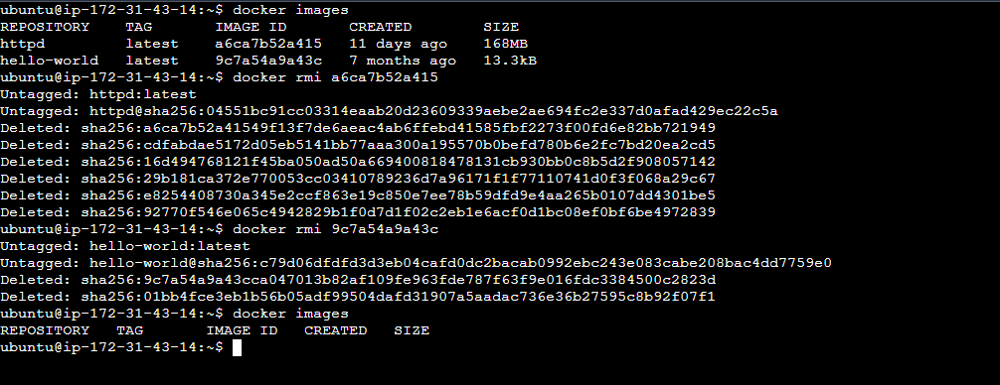 ubuntu@ip-172-31-43-14:~$ docker images
REPOSITORY    TAG       IMAGE ID       CREATED        SIZE
httpd         latest    a6ca7b52a415   11 days ago    168MB
hello-world   latest    9c7a54a9a43c   7 months ago   13.3kB
ubuntu@ip-172-31-43-14:~$ docker rmi a6ca7b52a415
Untagged: httpd:latest
Untagged: httpd@sha256:04551bc91cc03314eaab20d23609339aebe2ae694fc2e337d0afad429ec22c5a
Deleted: sha256:a6ca7b52a41549f13f7de6aeac4ab6ffebd41585fbf2273f00fd6e82bb721949
Deleted: sha256:cdfabdae5172d05eb5141bb77aaa300a195570b0befd780b6e2fc7bd20ea2cd5
Deleted: sha256:16d494768121f45ba050ad50a669400818478131cb930bb0c8b5d2f908057142
Deleted: sha256:29b181ca372e770053cc03410789236d7a96171f1f77110741d0f3f068a29c67
Deleted: sha256:e8254408730a345e2ccf863e19c850e7ee78b59dfd9e4aa265b0107dd4301be5
Deleted: sha256:92770f546e065c4942829b1f0d7d1f02c2eb1e6acf0d1bc08ef0bf6be4972839
ubuntu@ip-172-31-43-14:~$ docker rmi 9c7a54a9a43c
Untagged: hello-world:latest
Untagged: hello-world@sha256:c79d06dfdfd3d3eb04cafd0dc2bacab0992ebc243e083cabe208bac4dd7759e0
Deleted: sha256:9c7a54a9a43cca047013b82af109fe963fde787f63f9e016fdc3384500c2823d
Deleted: sha256:01bb4fce3eb1b56b05adf99504dafd31907a5aadac736e36b27595c8b92f07f1
ubuntu@ip-172-31-43-14:~$ docker images
REPOSITORY   TAG       IMAGE ID   CREATED   SIZE
ubuntu@ip-172-31-43-14:~$